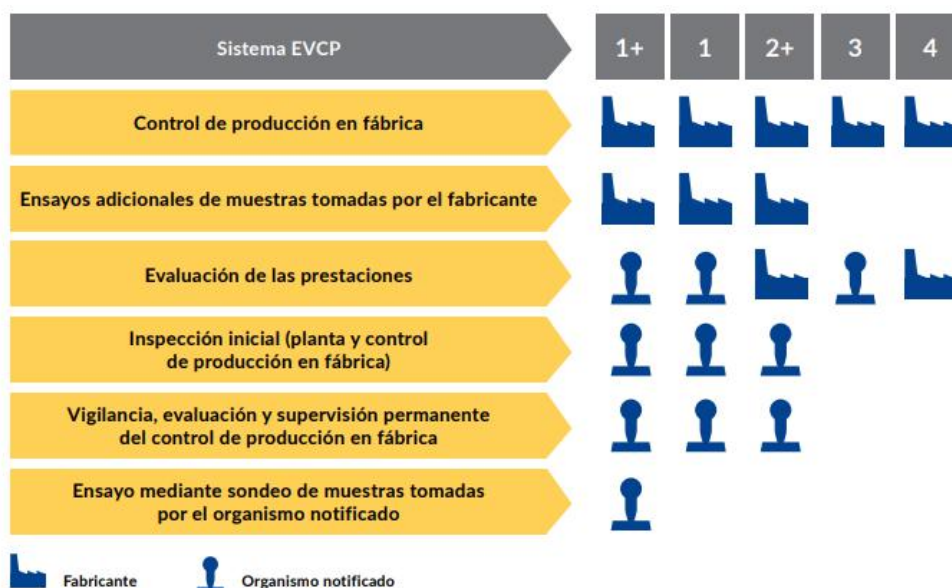 Sistema EVCP 1+ 1 2+ 3 4
Control de producción en fábrica
Ensayos adicionales de muestras tomadas por el fabricante
Evaluación de las prestaciones
Inspección inicial (planta y control
de producción en fábrica)
Vigilancia, evaluación y supervisión permanente
del control de producción en fábrica
Ensayo mediante sondeo de muestras tomadas
por el organismo notificado
Fabricante Organismo notificado